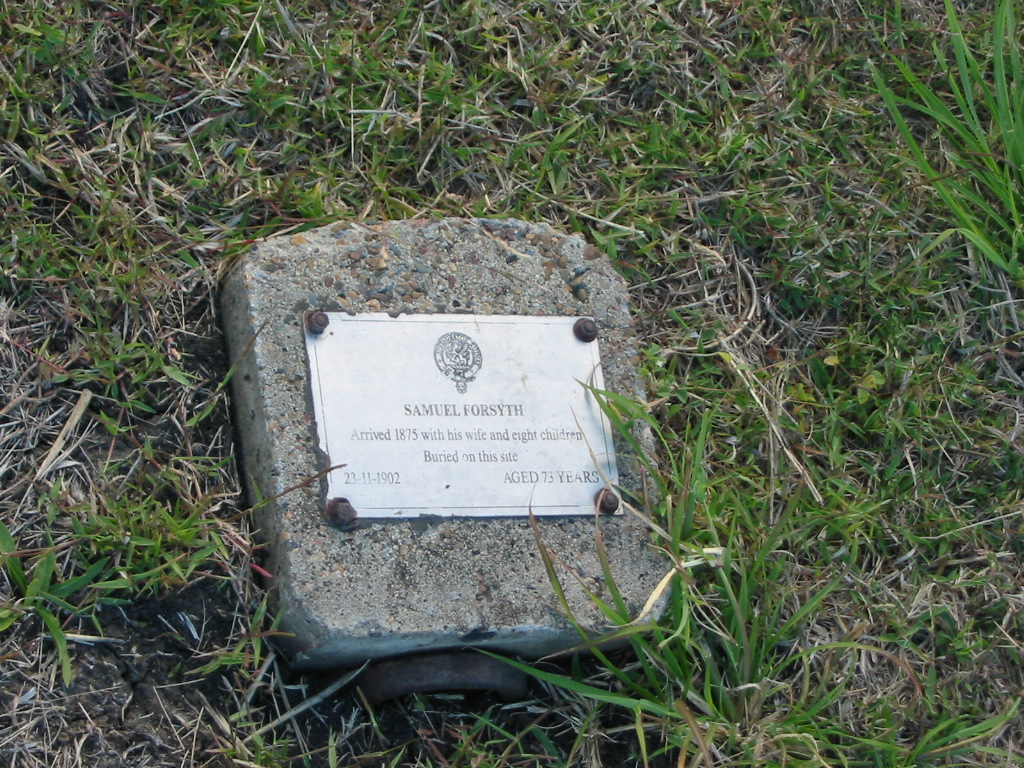 SAMUEL FORSYTH
Arrived 1875 with his wife and eight children
Buried on this site
23-11-1902 AGED 73 YEARS